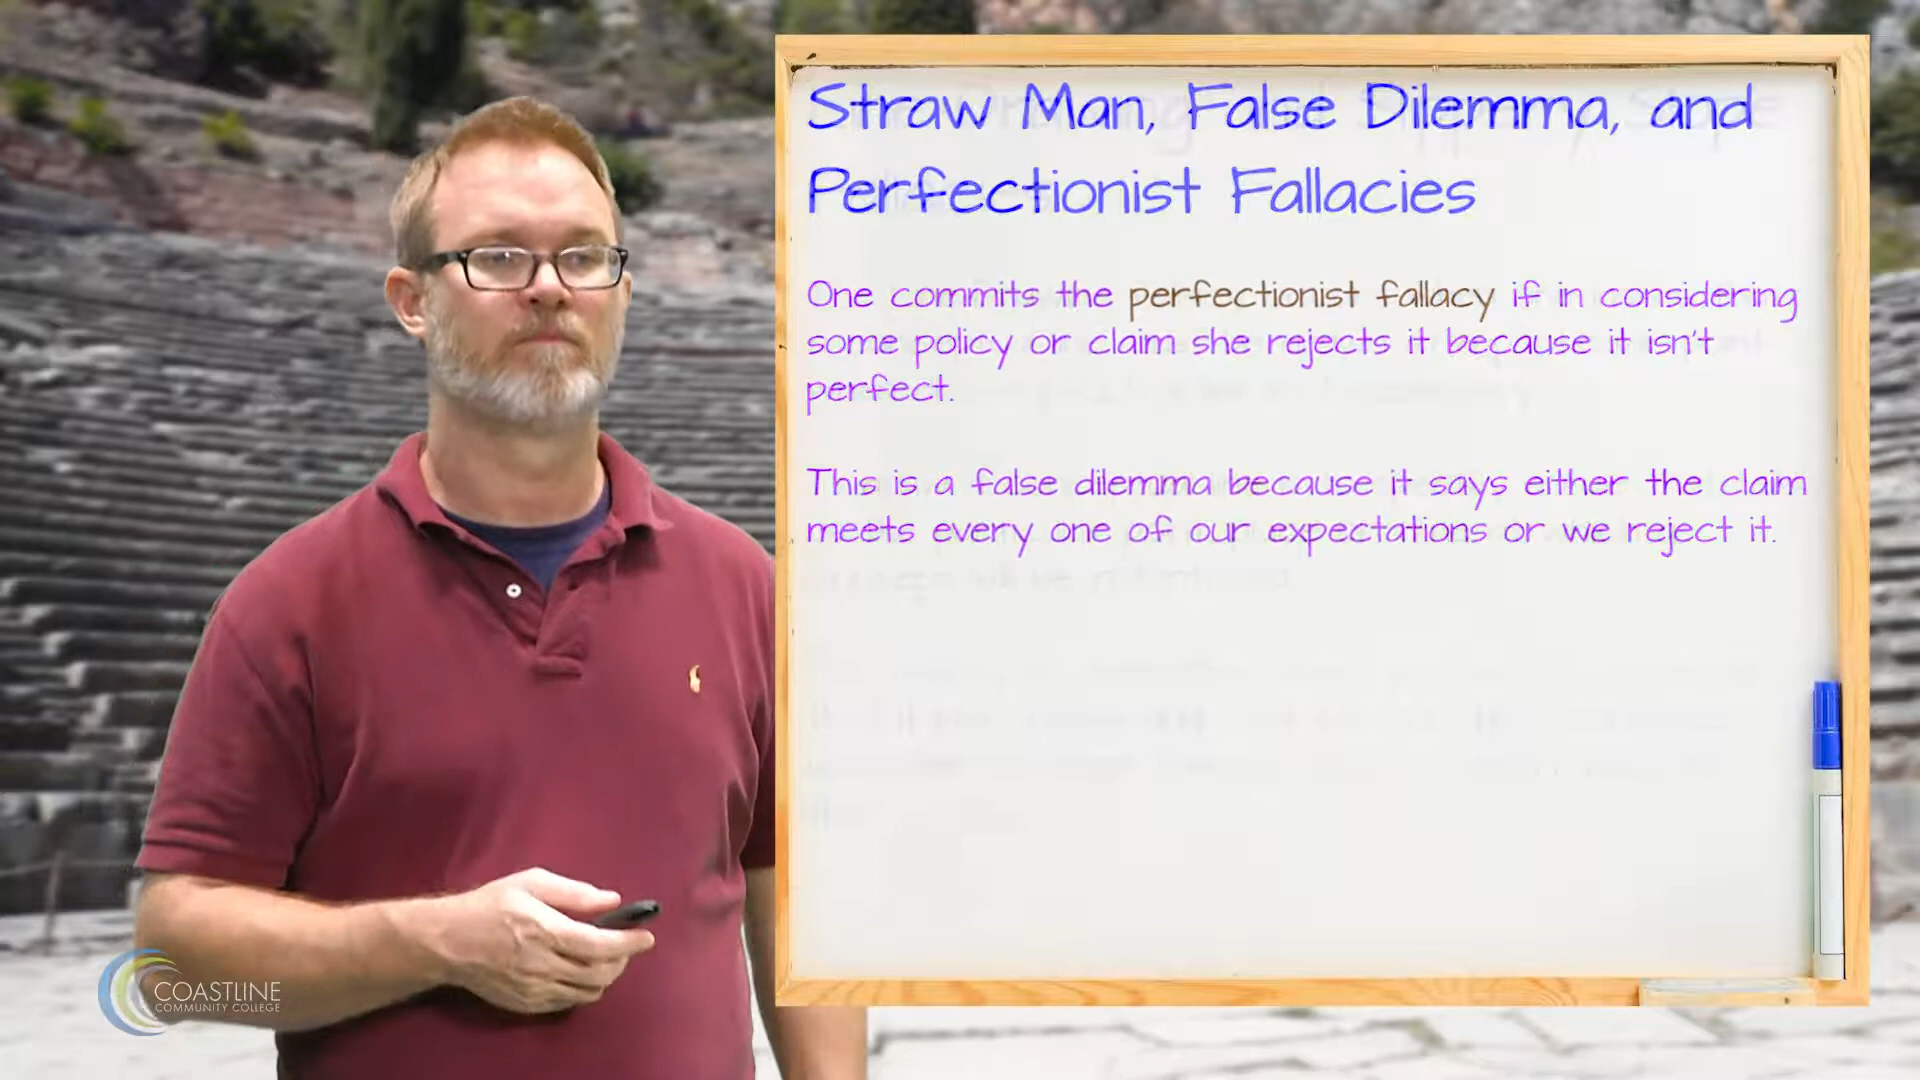 Straw Man, False Dilemma, and
Perfectionist Fallacies
One commits the perfectionist fallacy if in considering
some policy or claim she rejects it because it isn't
perfect.
This is a false dilemma because it says either the claim
meets every one of our expectations or we reject it.
COASTLINE
COMMUNITY COLLEGE